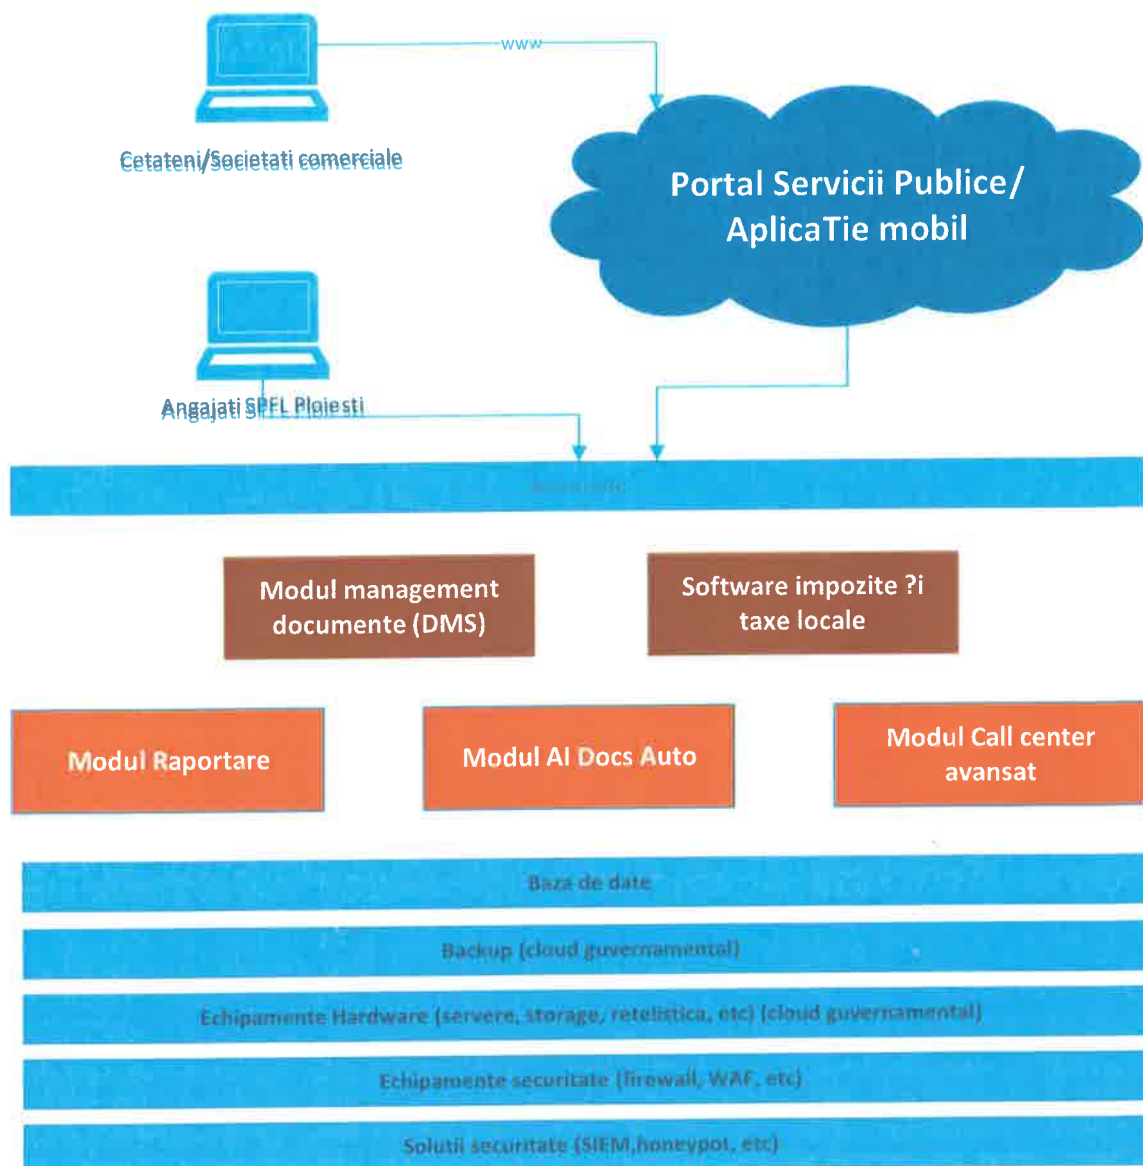 www
Cetateni/Societati comerciale
Portal Servicii Publice/
AplicaTie mobil
Angajati SPFL Ploiesti
Modul management
documente (DMS)
Software impozite ?i
taxe locale
Modul Raportare
Modul AI Docs Auto
Modul Call center
avansat
Baza de date
Backup (cloud guvernamental)
Echipamente Hardware (servere, storage, retelistica, etc) (cloud guvernamental)
Echipamente securitate (firewall, WAF, etc)
Solutii securitate (SIEM,honeypot, etc)